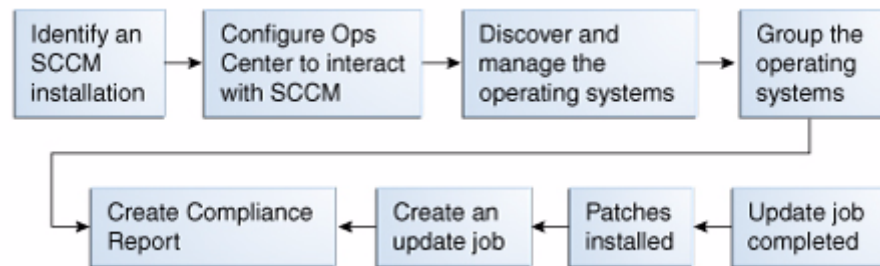 Identify an
SCCM
installation
Configure Ops
Center to interact
with SCCM
Discover and
manage the
operating systems
Group the
operating
systems
Create Compliance
Report
Create an
update job
Patches
installed
Update job
completed